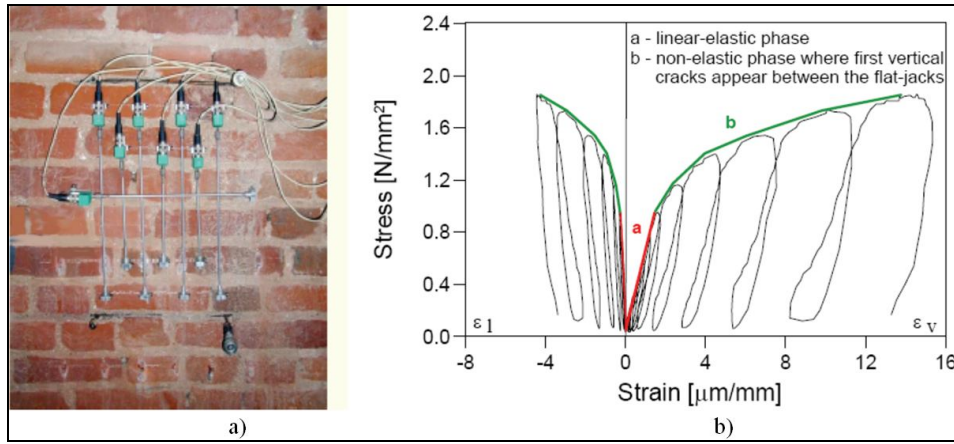 b)
2.4
2.0
1.6
1.2
0.8
0.4
0.0
Stress [N/mm²]
a - linear-elastic phase
b - non-elastic phase where first vertical
cracks appear between the flat-jacks
b
a
εl
εv
-8 -4 0 4 8 12 16
Strain [μm/mm]
a)
b)